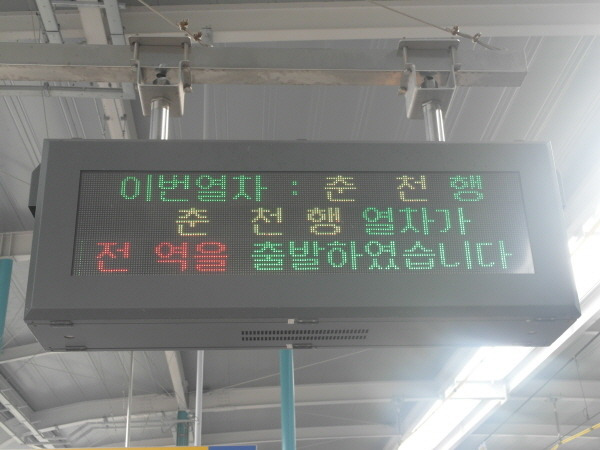 이번열차 : 춘 천 행
춘 천 행 열차가
전 역을 출발하였습니다